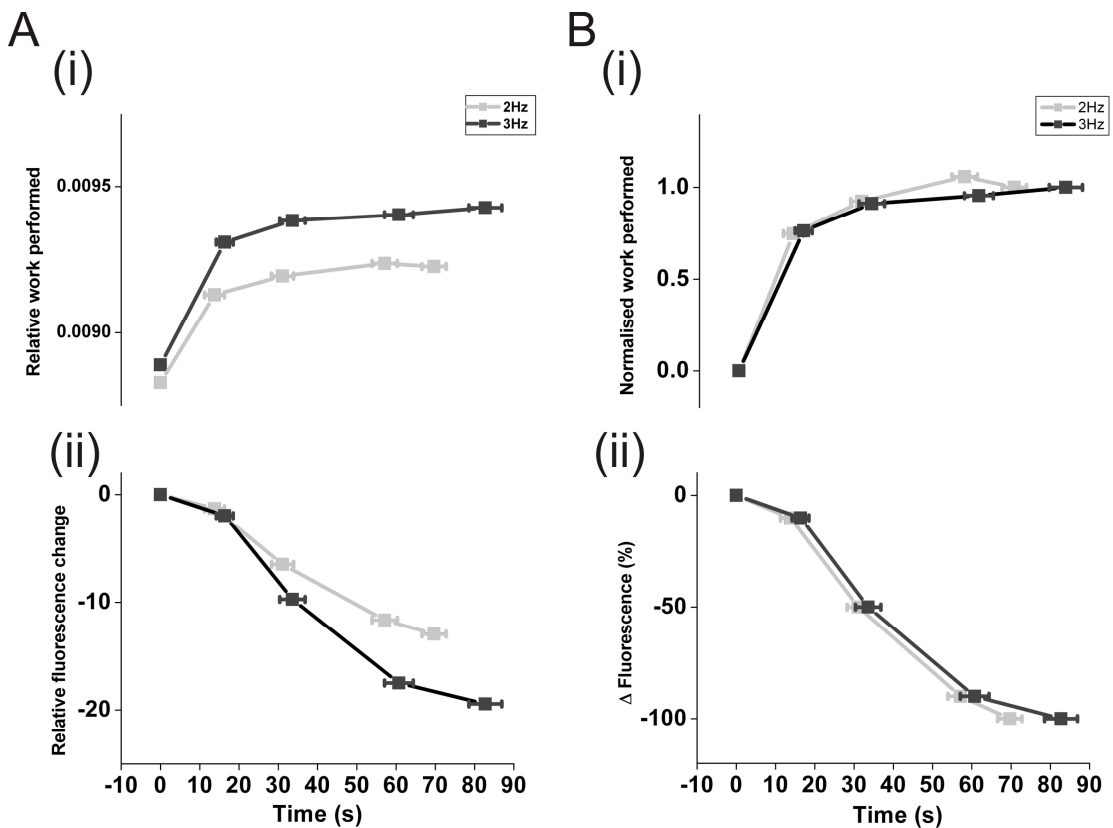 A
(i)
2Hz
3Hz
0.0095
0.0090
Relative work performed
(ii)
0
-10
-20
Relative fluorescence change
-10 0 10 20 30 40 50 60 70 80 90
Time (s)
B
(i)
2Hz
3Hz
1.0
0.5
0.0
Normalised work performed
(ii)
0
-50
-100
Δ Fluorescence (%)
-10 0 10 20 30 40 50 60 70 80 90
Time (s)